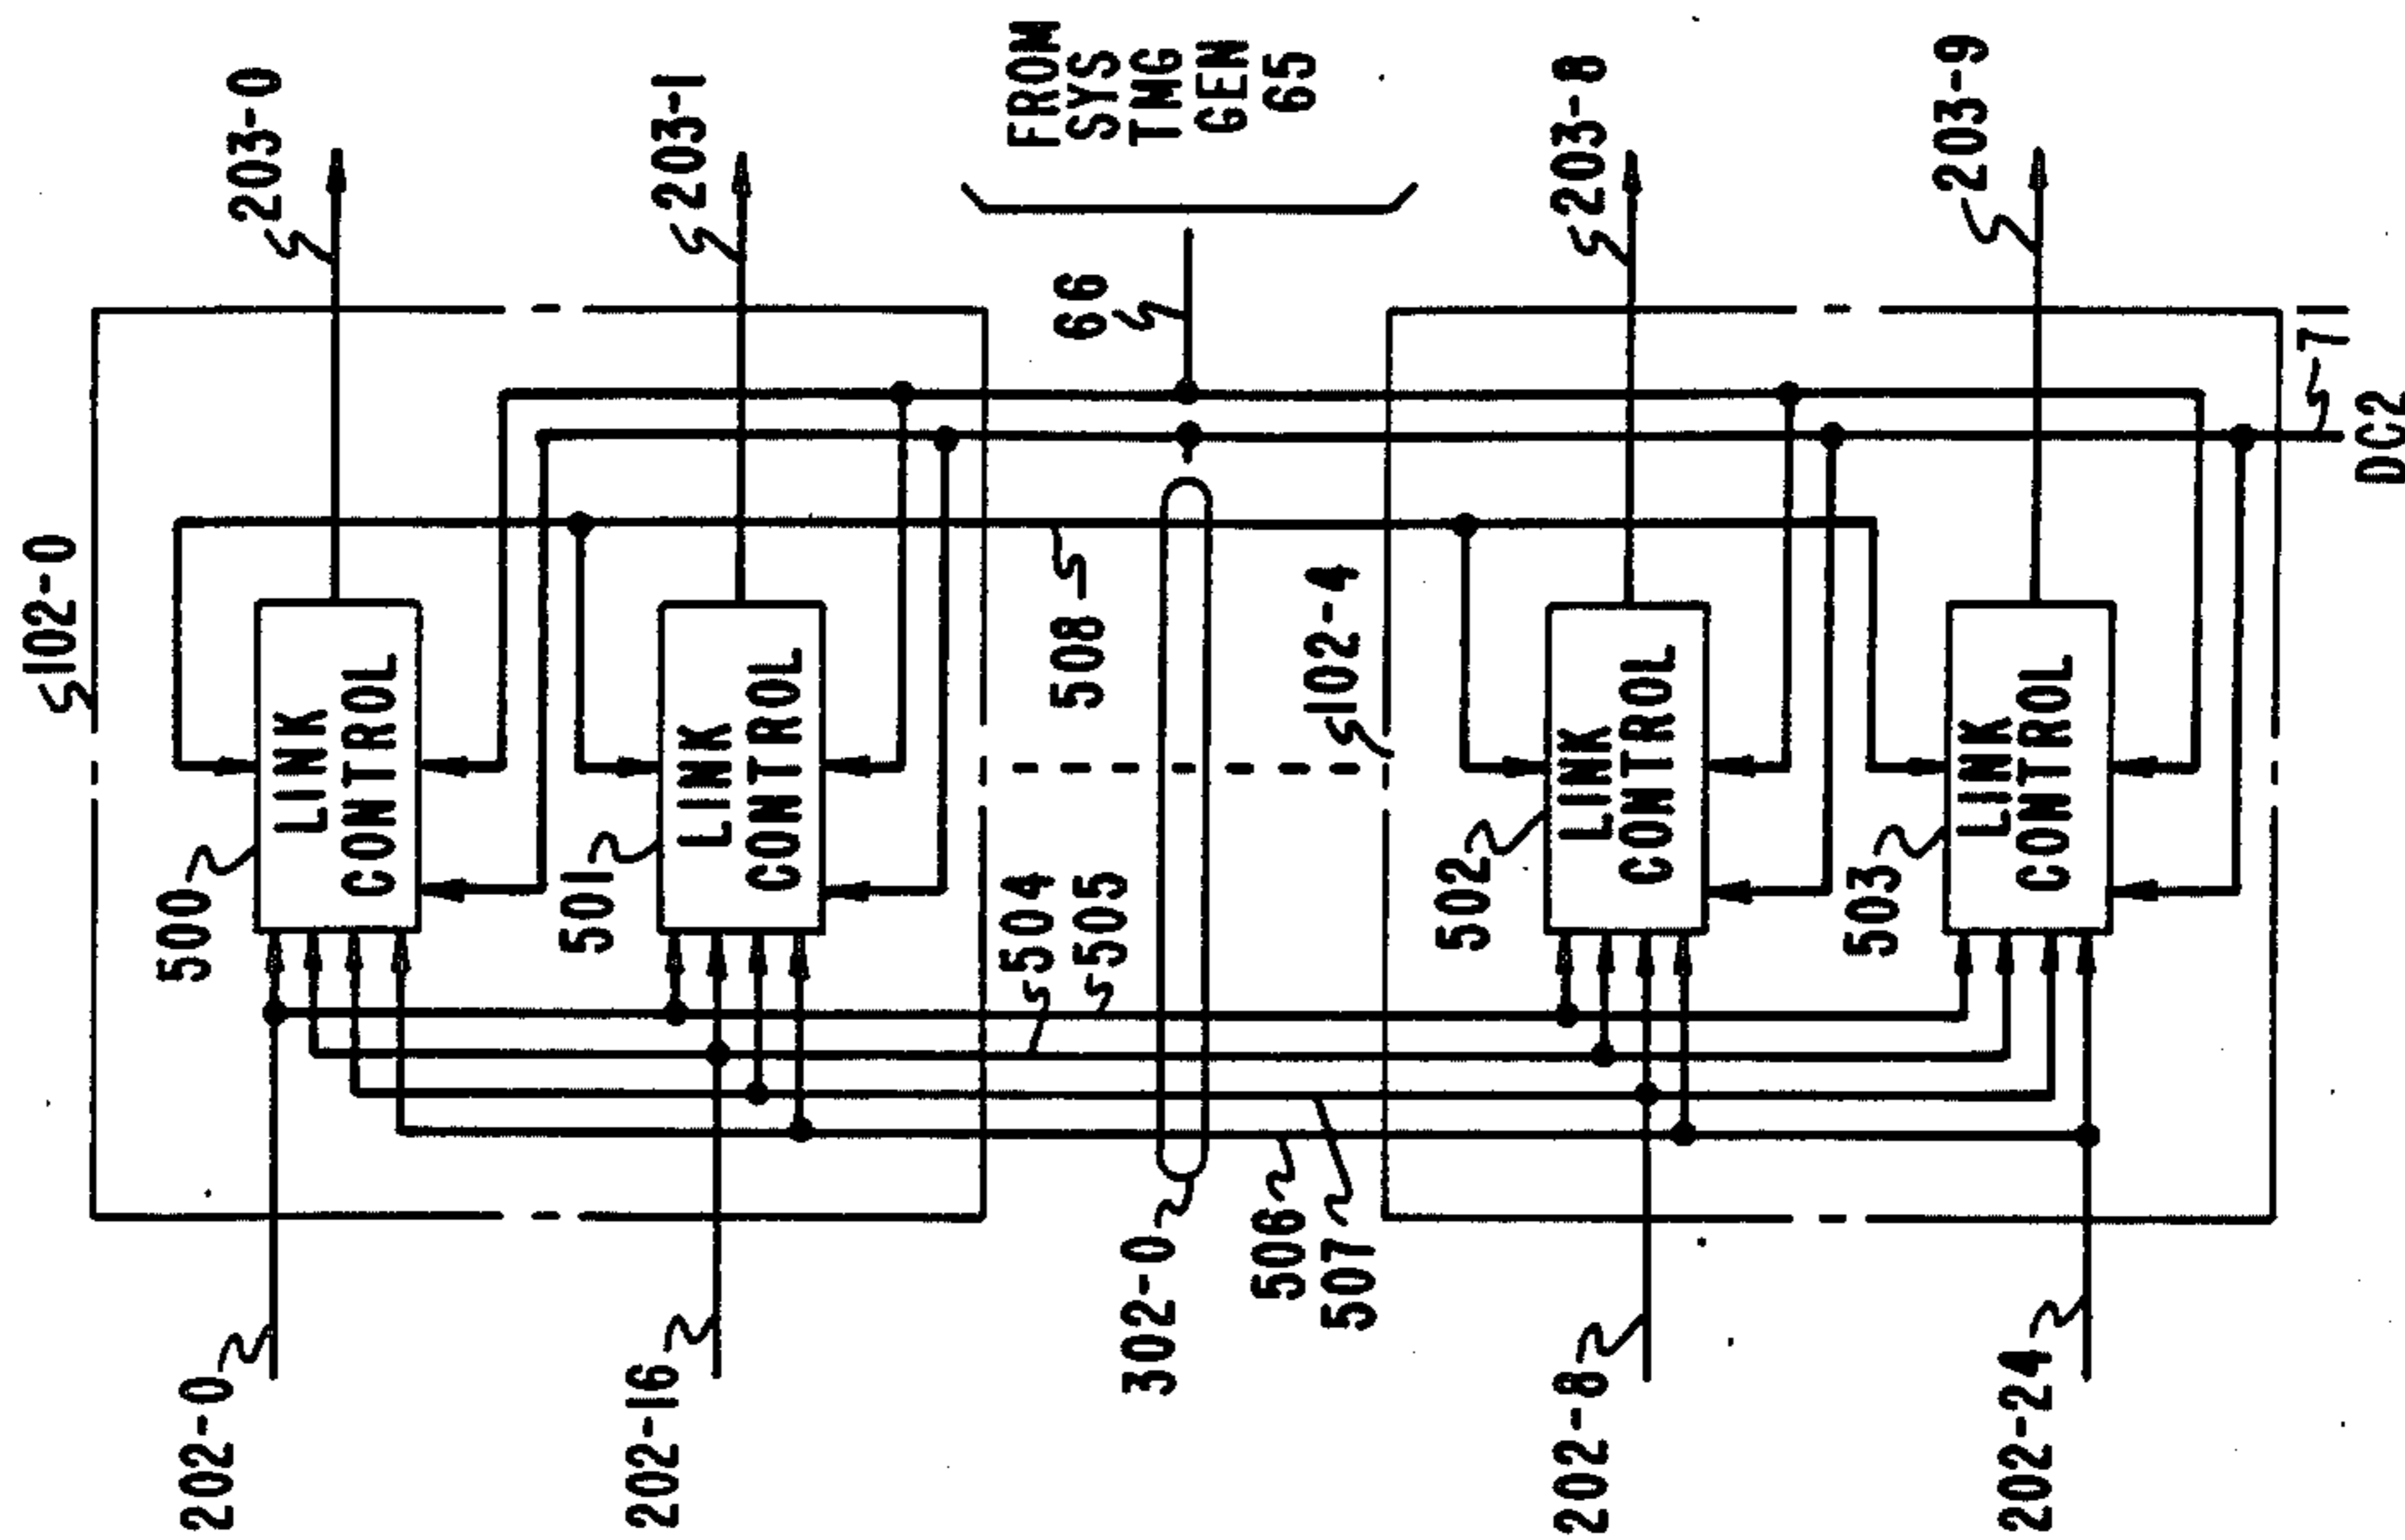 102-0
500
202-0
203-0
LINK
CONTROL
501
202-16
203-1
LINK
CONTROL
504
505
508
66
FROM
SYS
TMG
GEN
65
302-0
506
507
102-4
502
202-8
203-8
LINK
CONTROL
503
202-24
203-9
LINK
CONTROL
71
DC2